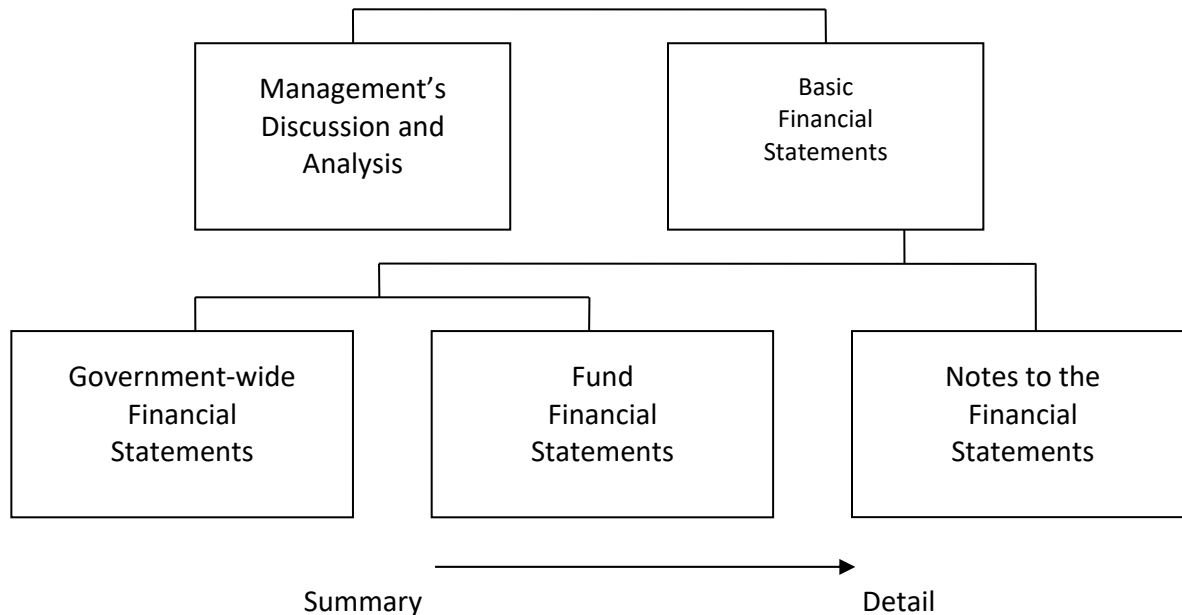 Management’s
Discussion and
Analysis
Basic
Financial
Statements
Government-wide
Financial
Statements
Fund
Financial
Statements
Notes to the
Financial
Statements
Summary
Detail